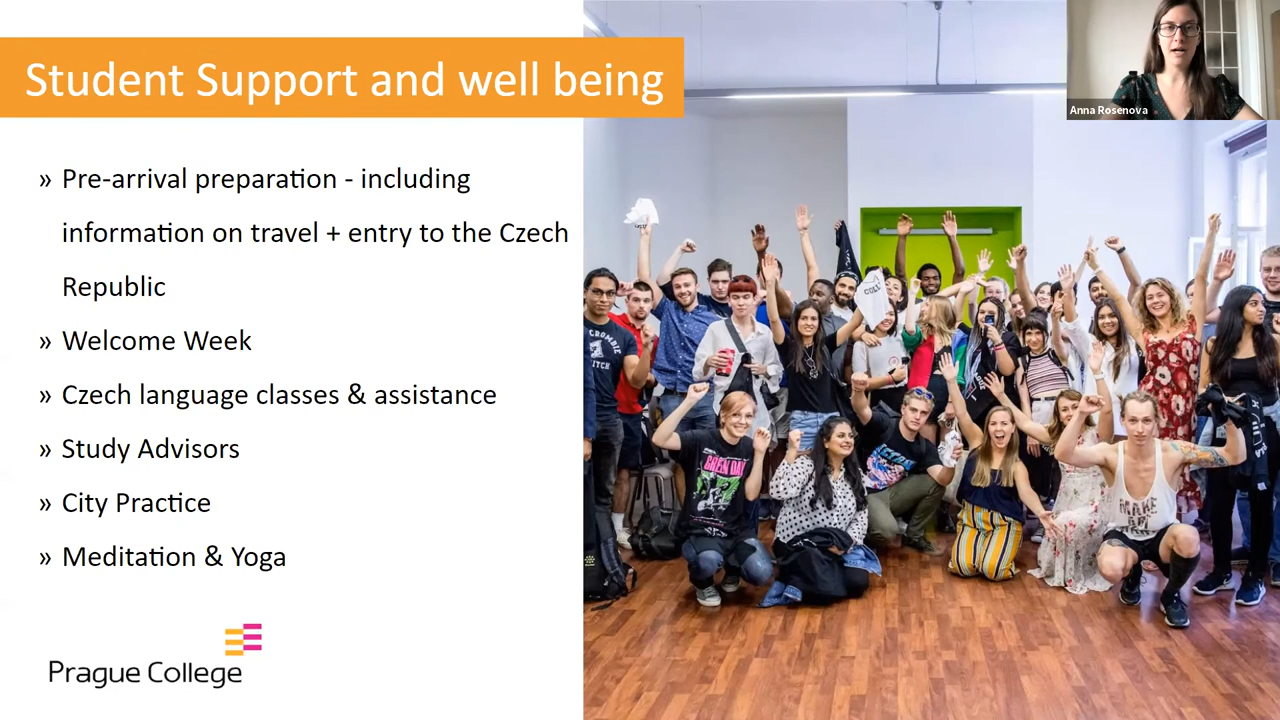 Student Support and well being
Anna Rosenova
» Pre-arrival preparation - including
information on travel + entry to the Czech
Republic
» Welcome Week
» Czech language classes & assistance
» Study Advisors
» City Practice
» Meditation & Yoga
Prague College
GREEN DAY